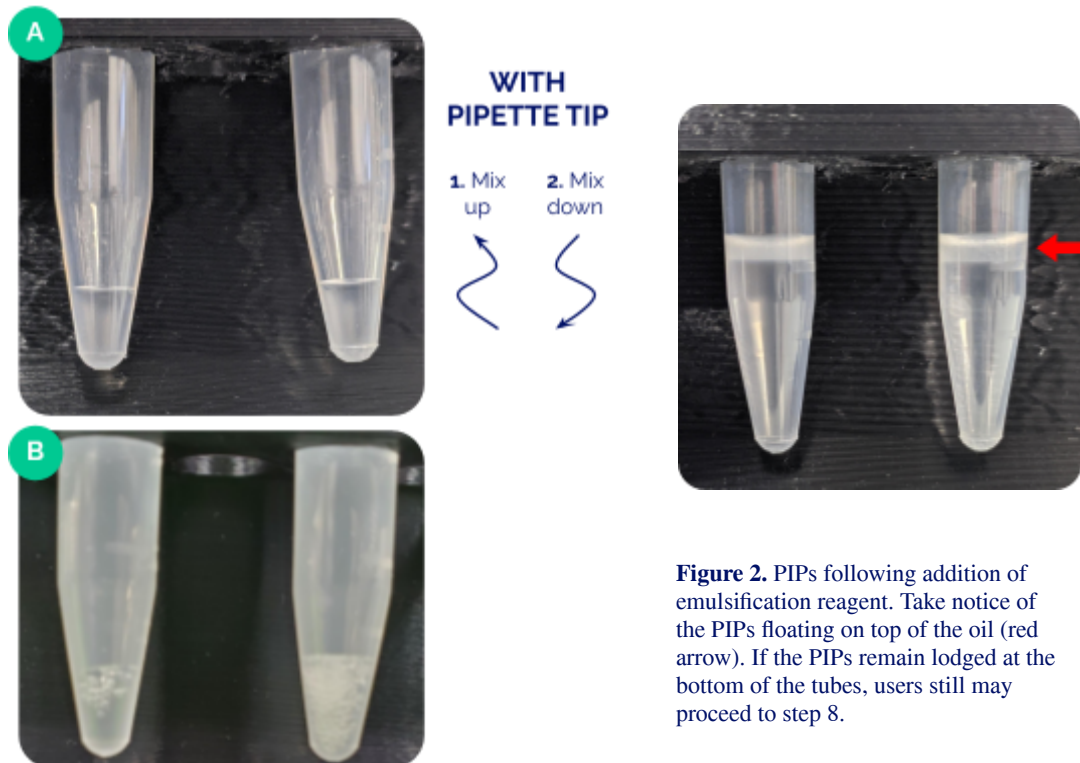 A
WITH
PIPETTE TIP
1. Mix
up
2. Mix
down
B
Figure 2. PIPs following addition of
emulsification reagent. Take notice of
the PIPs floating on top of the oil (red
arrow). If the PIPs remain lodged at the
bottom of the tubes, users still may
proceed to step 8.